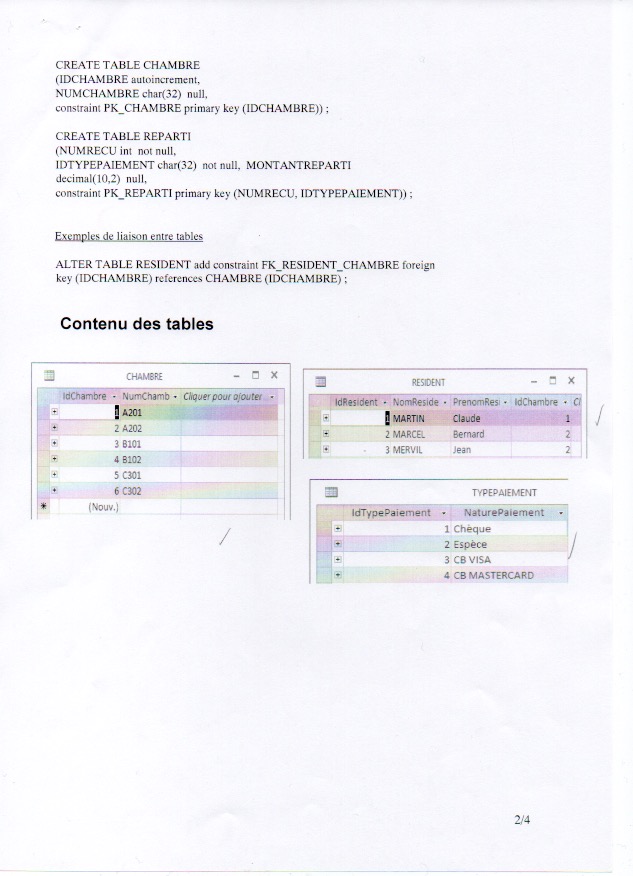 CREATE TABLE CHAMBRE
(IDCHAMBRE autoincrement,
NUMCHAMBRE char(32) null,
constraint PK_CHAMBRE primary key (IDCHAMBRE)) ;
CREATE TABLE REPARTI
(NUMRECU int not null,
IDTYPEPAIEMENT char(32) not null, MONTANTREPARTI
decimal(10,2) null,
constraint PK_REPARTI primary key (NUMRECU, IDTYPEPAIEMENT)) ;
Exemples de liaison entre tables
ALTER TABLE RESIDENT add constraint FK_RESIDENT_CHAMBRE foreign
key (IDCHAMBRE) references CHAMBRE (IDCHAMBRE) ;
Contenu des tables
CHAMBRE
IdChambre NumChamb Cliquer pour ajouter
1 A201
2 A202
3 B101
4 B102
5 C301
6 C302
(Nouv.)
RESIDENT
IdResident NomReside PrenomResi IdChambre Cl
1 MARTIN Claude 1
2 MARCEL Bernard 2
3 MERVIL Jean 2
TYPEPAIEMENT
IdTypePaiement NaturePaiement
1 Chèque
2 Espèce
3 CB VISA
4 CB MASTERCARD
2/4